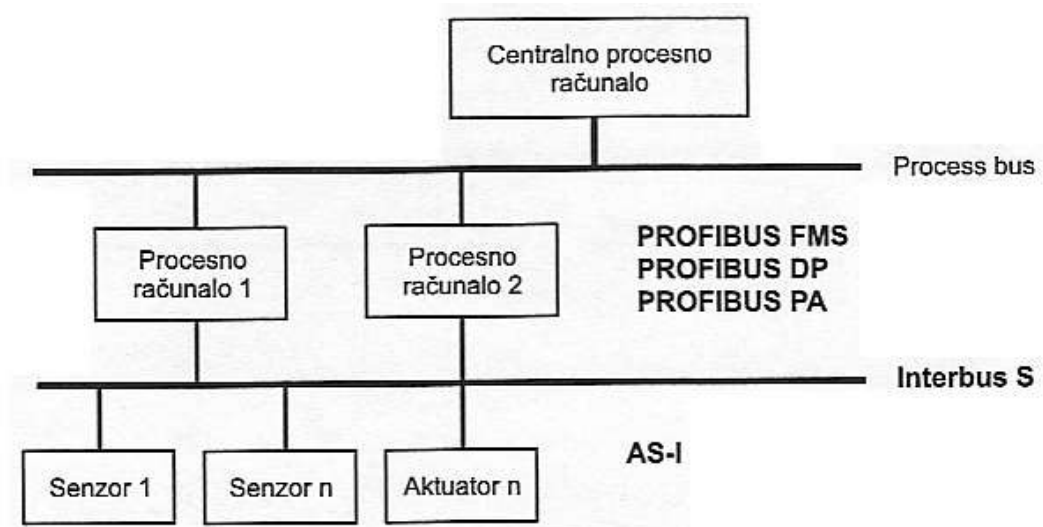 Centralno procesno
računalo
Process bus
Procesno
računalo 1
Procesno
računalo 2
PROFIBUS FMS
PROFIBUS DP
PROFIBUS PA
Interbus S
AS-I
Senzor 1
Senzor n
Aktuator n